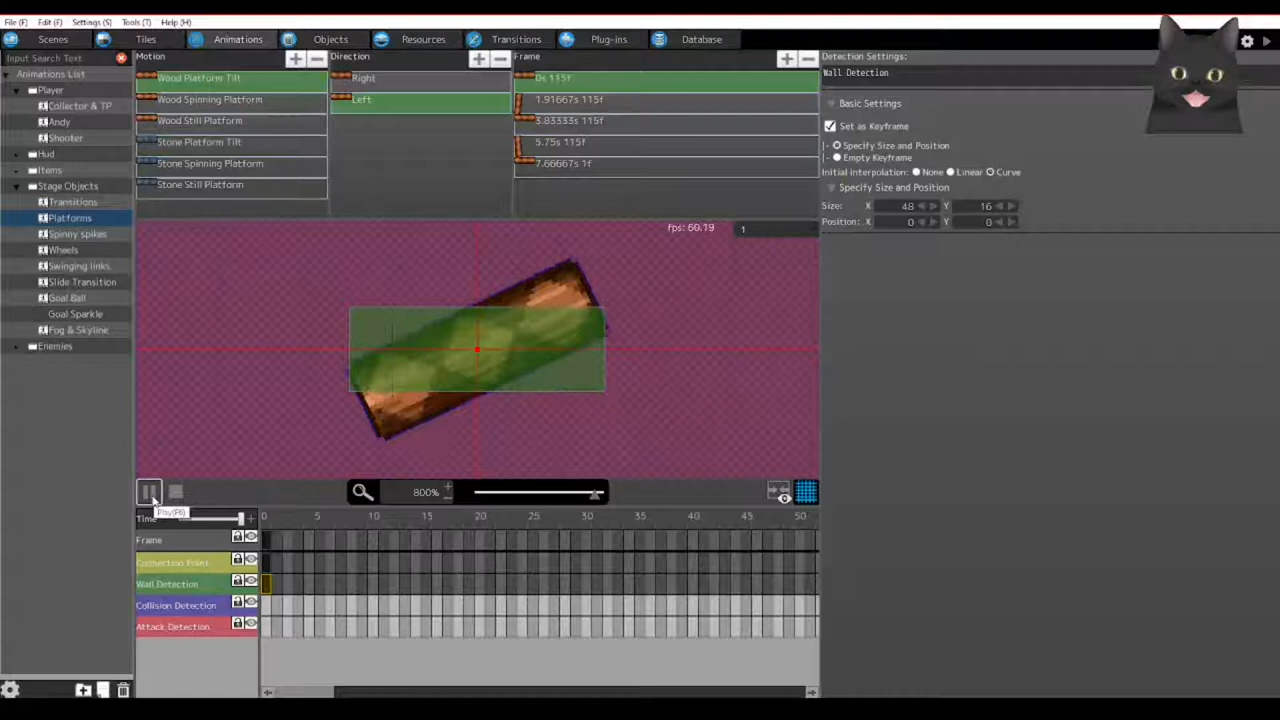 File (F) Edit (F) Settings (S) Tools (T) Help (H)
Scenes Tiles Animations Objects Resources Transitions Plug-ins Database
Input Search Text
Animations List
Player
Collector & TP
Andy
Shooter
Hud
Items
Stage Objects
Transitions
Platforms
Spinny spikes
Wheels
Swinging links
Slide Transition
Goal Ball
Goal Sparkle
Fog & Skyline
Enemies
Motion
Wood Platform Tilt
Wood Spinning Platform
Wood Still Platform
Stone Platform Tilt
Stone Spinning Platform
Stone Still Platform
Direction
Right
Left
Frame
0s 115f
1.91667s 115f
3.83333s 115f
5.75s 115f
7.66667s 1f
fps: 60.19 1
800%
Play(F6)
Time 0 5 10 15 20 25 30 35 40 45 50
Frame
Connection Point
Wall Detection
Collision Detection
Attack Detection
Detection Settings:
Wall Detection
Basic Settings
Set as Keyframe
Specify Size and Position
Empty Keyframe
Initial interpolation: None Linear Curve
Specify Size and Position
Size: X 48 Y 16
Position: X 0 Y 0